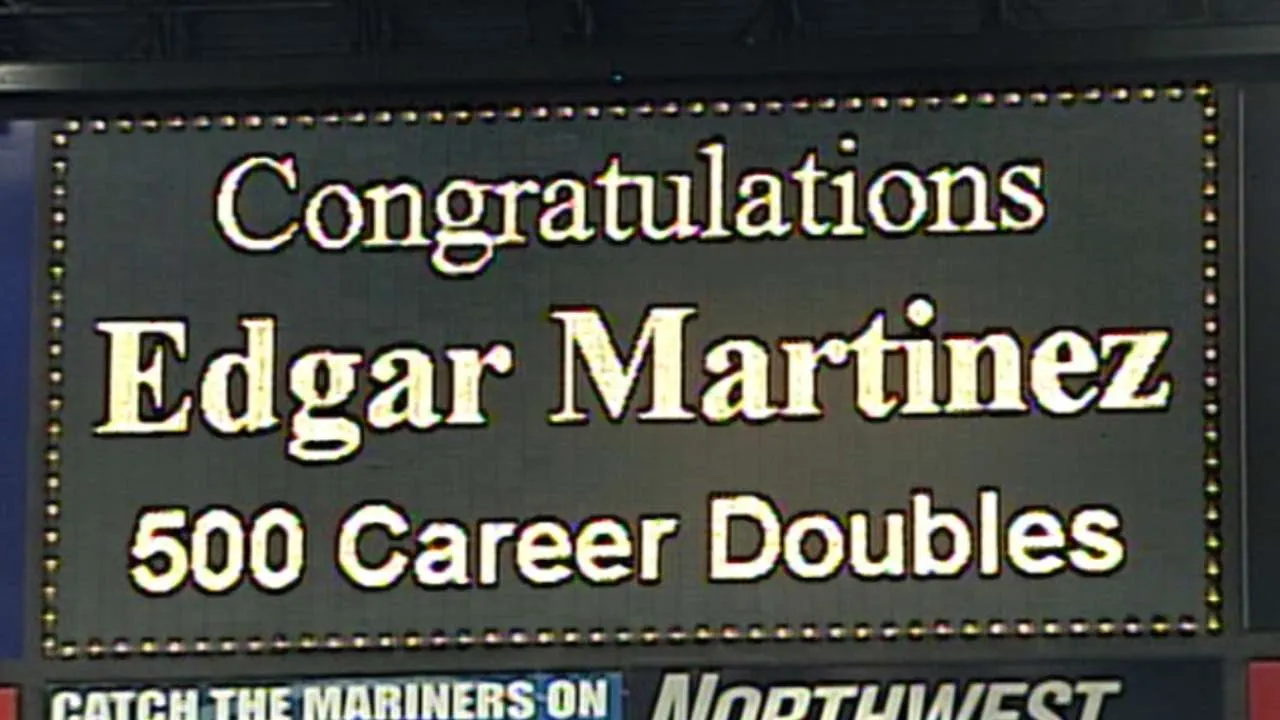 Congratulations
Edgar Martinez
500 Career Doubles
CATCH THE MARINERS ON
NORTHWEST